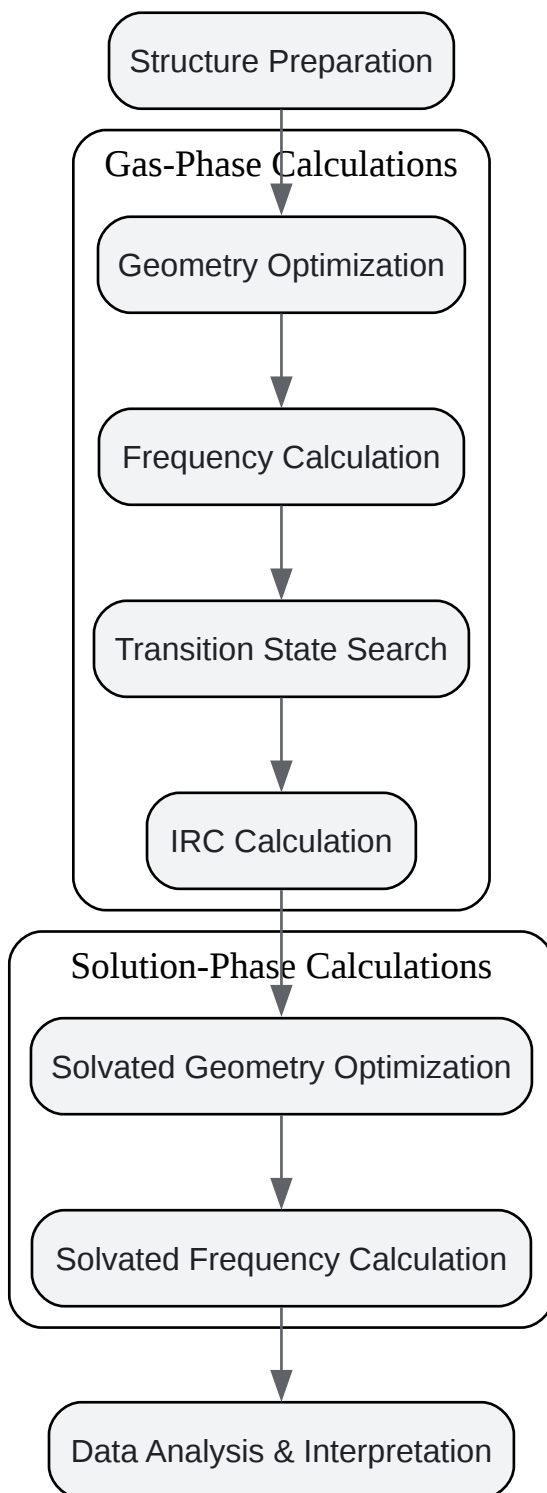 Structure Preparation
Gas-Phase Calculations
Geometry Optimization
Frequency Calculation
Transition State Search
IRC Calculation
Solution-Phase Calculations
Solvated Geometry Optimization
Solvated Frequency Calculation
Data Analysis & Interpretation